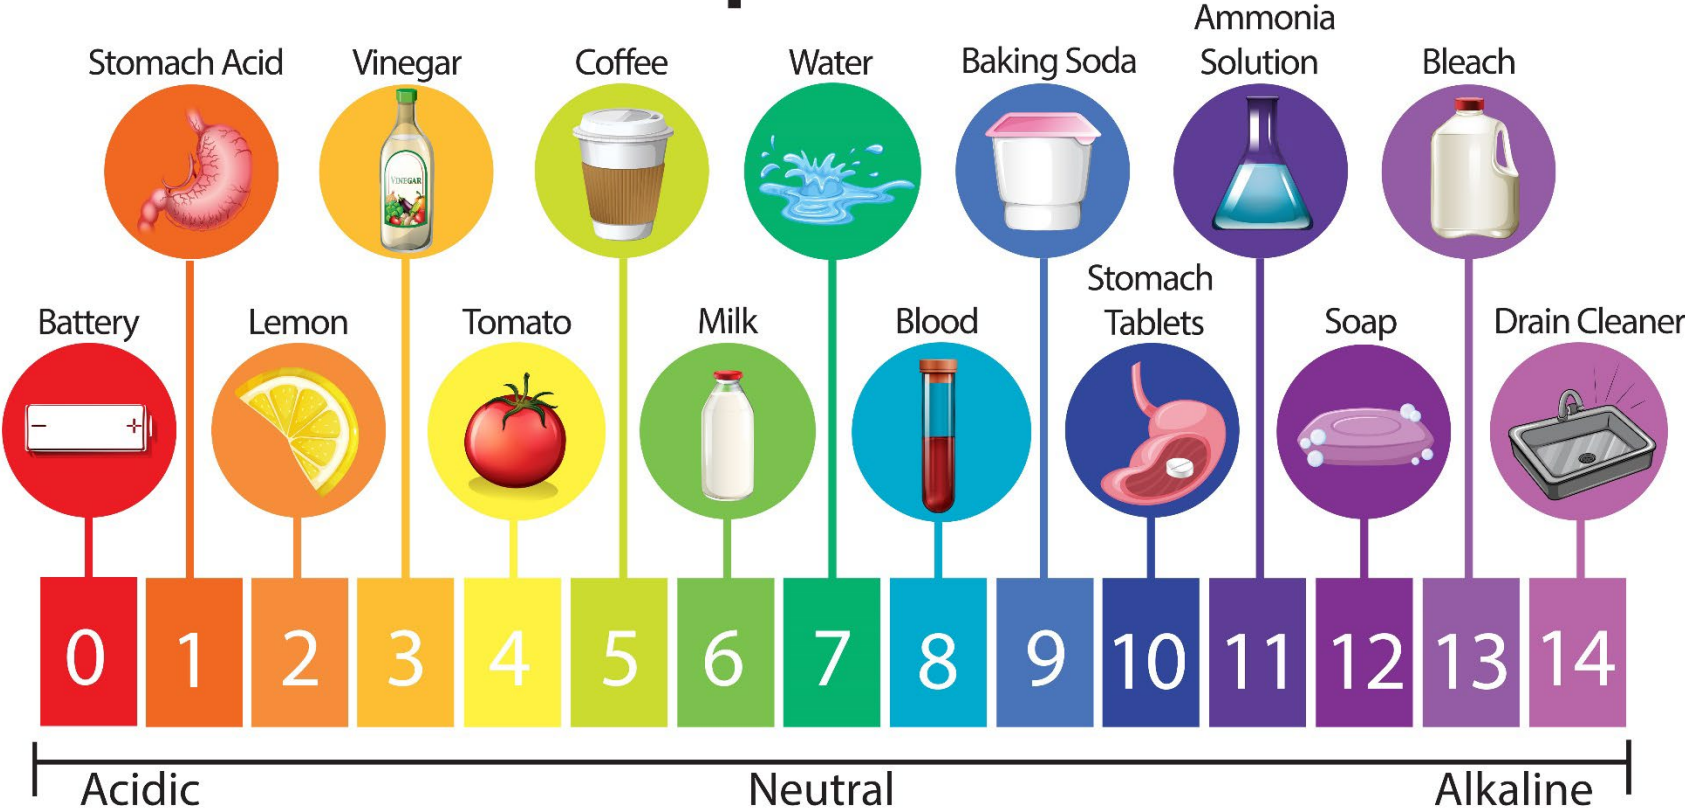 Stomach Acid
Vinegar
Coffee
Water
Baking Soda
Ammonia
Solution
Bleach
VINEGAR
Battery
Lemon
Tomato
Milk
Blood
Stomach
Tablets
Soap
Drain Cleaner
− +
0 1 2 3 4 5 6 7 8 9 10 11 12 13 14
Acidic Neutral Alkaline